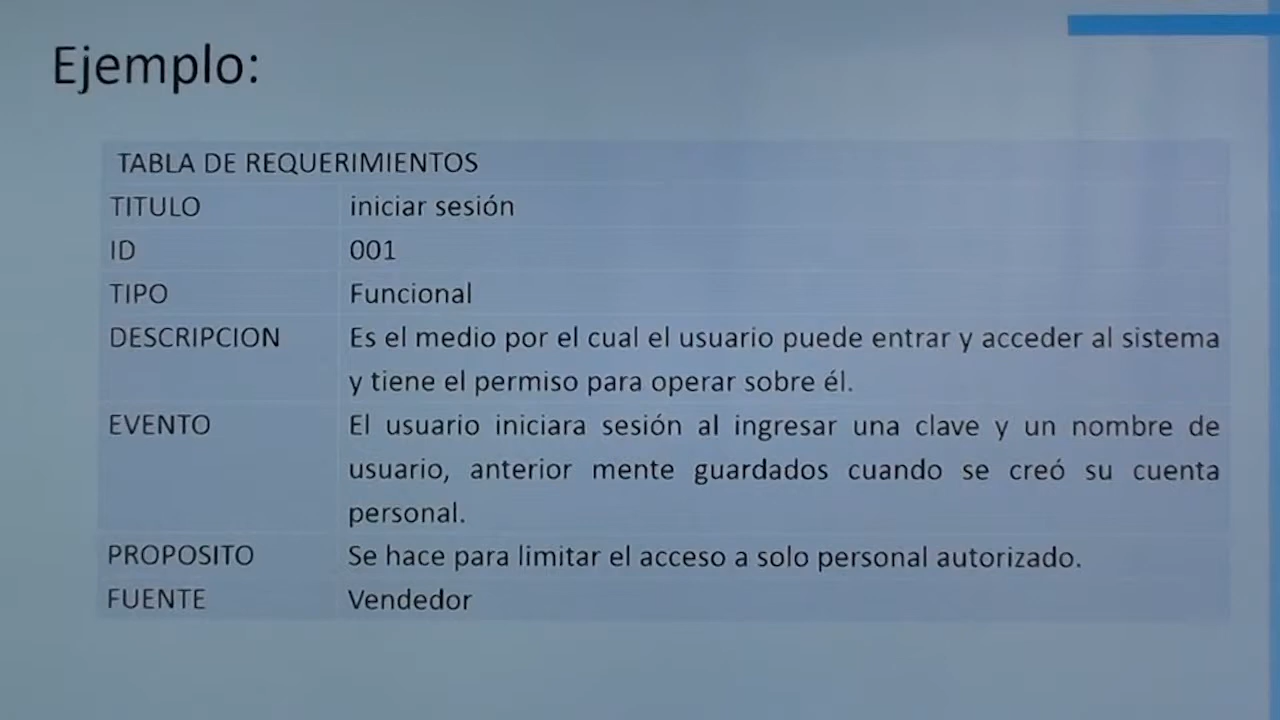 Ejemplo:
TABLA DE REQUERIMIENTOS
TITULO iniciar sesión
ID 001
TIPO Funcional
DESCRIPCION Es el medio por el cual el usuario puede entrar y acceder al sistema
y tiene el permiso para operar sobre él.
EVENTO El usuario iniciara sesión al ingresar una clave y un nombre de
usuario, anterior mente guardados cuando se creó su cuenta
personal.
PROPOSITO Se hace para limitar el acceso a solo personal autorizado.
FUENTE Vendedor